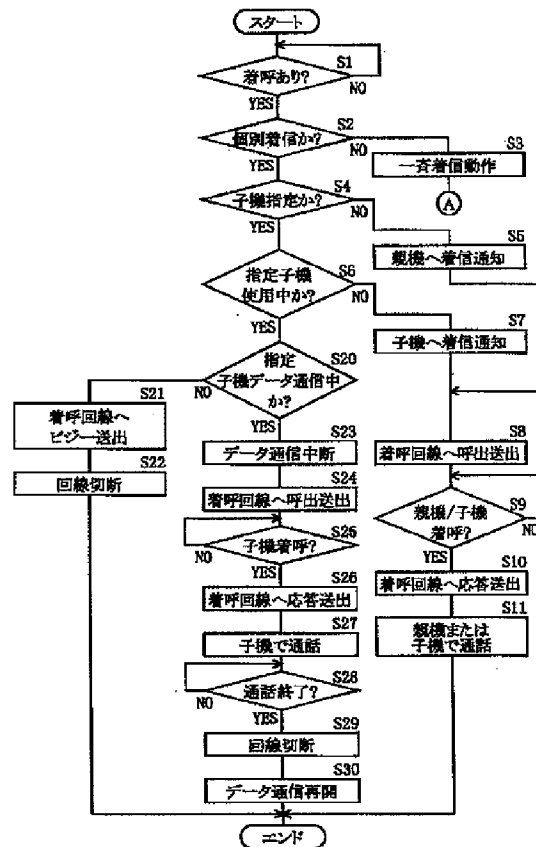 スタート
S1
着呼あり?
NO
YES
S2
個別着信か?
NO
YES
S3
一斉着信動作
A
S4
子機指定か?
NO
YES
S5
親機へ着信通知
S6
指定子機
使用中か?
NO
YES
S7
子機へ着信通知
S20
指定
子機データ通信中
か?
NO
YES
S21
着呼回線へ
ビジー送出
S22
回線切断
S23
データ通信中断
S24
着呼回線へ呼出送出
S25
子機着呼?
NO
YES
S26
着呼回線へ応答送出
S27
子機で通話
S28
通話終了?
NO
YES
S29
回線切断
S30
データ通信再開
S8
着呼回線へ呼出送出
S9
親機/子機
着呼?
NO
YES
S10
着呼回線へ応答送出
S11
親機または
子機で通話
エンド